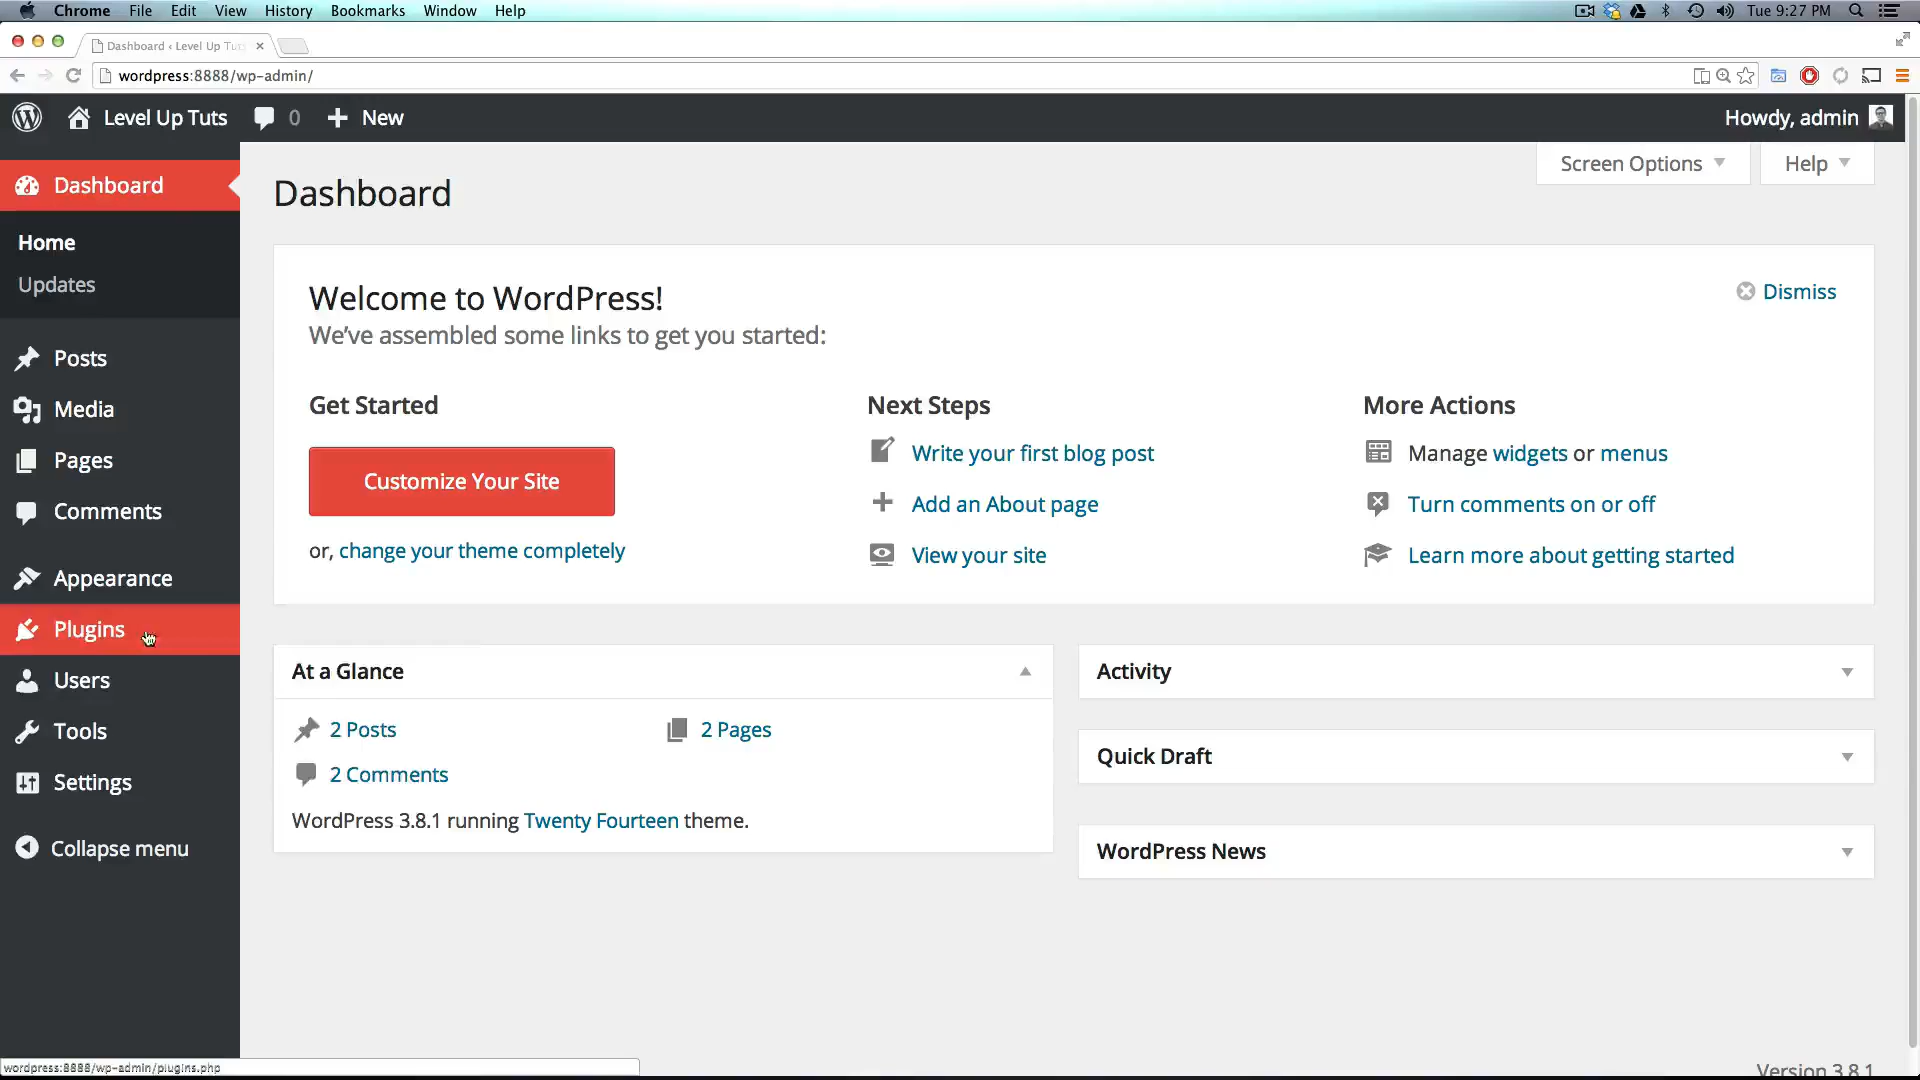 Chrome File Edit View History Bookmarks Window Help
Tue 9:27 PM
Dashboard ‹ Level Up Tut
wordpress:8888/wp-admin/
Level Up Tuts 0 New
Howdy, admin
Screen Options Help
Dashboard
Home
Updates
Posts
Media
Pages
Comments
Appearance
Plugins
Users
Tools
Settings
Collapse menu
Dashboard
Welcome to WordPress!
Dismiss
We've assembled some links to get you started:
Get Started
Customize Your Site
or, change your theme completely
Next Steps
Write your first blog post
Add an About page
View your site
More Actions
Manage widgets or menus
Turn comments on or off
Learn more about getting started
At a Glance
2 Posts
2 Pages
2 Comments
WordPress 3.8.1 running Twenty Fourteen theme.
Activity
Quick Draft
WordPress News
Version 3.8.1
wordpress:8888/wp-admin/plugins.php